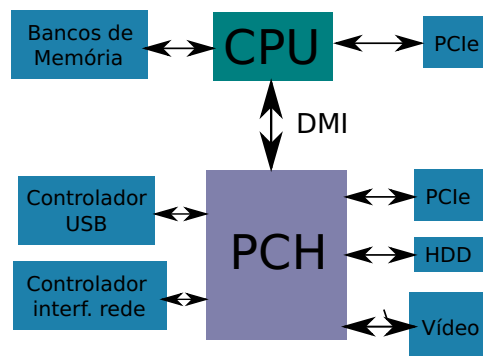 Bancos de
Memória
CPU
PCIe
DMI
Controlador
USB
PCH
PCIe
HDD
Controlador
interf. rede
Vídeo